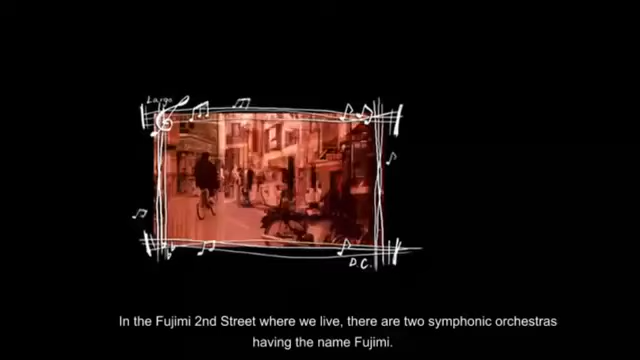 Largo
D.C.
In the Fujimi 2nd Street where we live, there are two symphonic orchestras
having the name Fujimi.